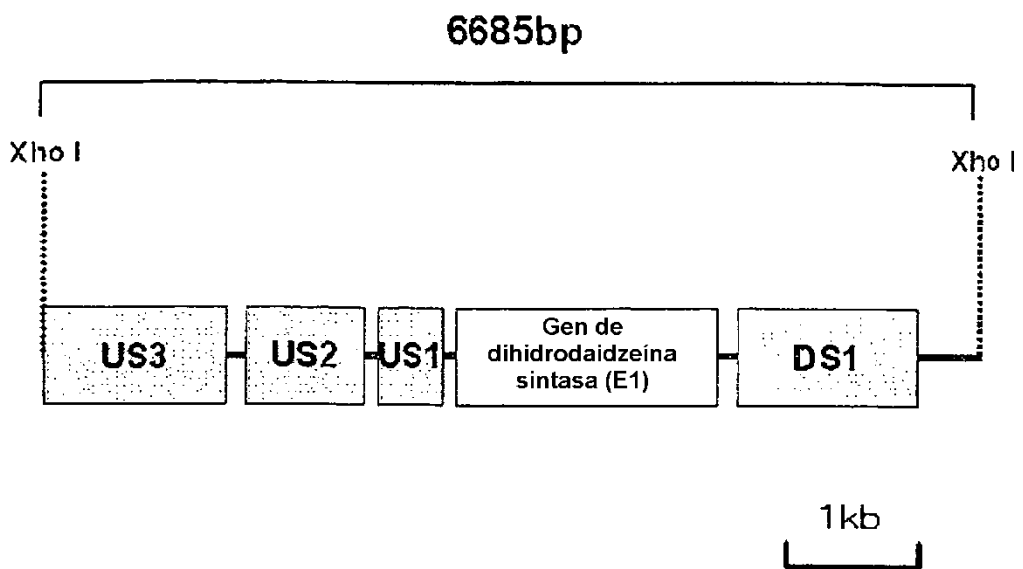 6685bp
Xho I
Xho I
US3
US2
US1
Gen de
dihidrodaidzeína
sintasa (E1)
DS1
1kb